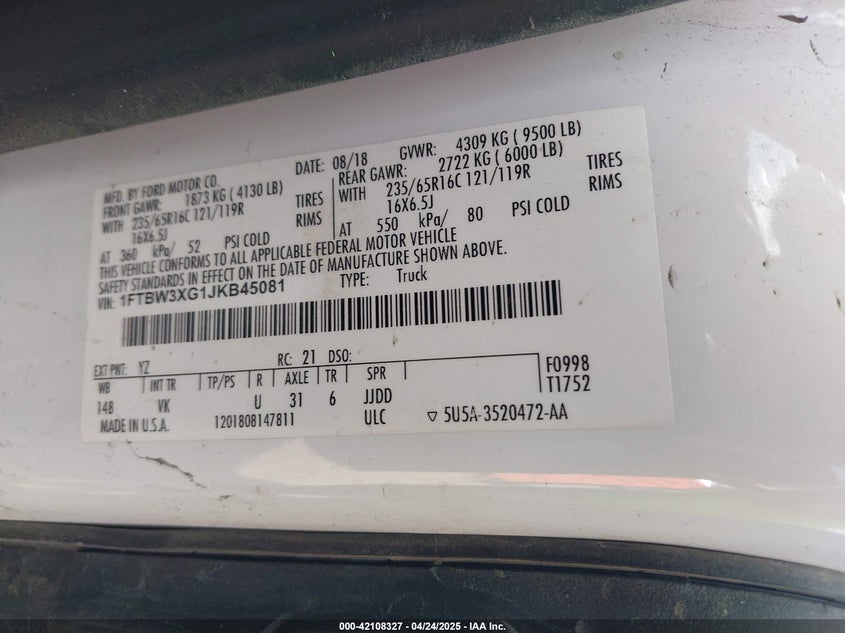 MFD. BY FORD MOTOR CO. DATE: 08/18 GVWR: 4309 KG ( 9500 LB)
FRONT GAWR: 1873 KG ( 4130 LB) REAR GAWR: 2722 KG ( 6000 LB)
WITH 235/65R16C 121/119R TIRES WITH 235/65R16C 121/119R TIRES
16X6.5J RIMS 16X6.5J RIMS
AT 360 kPa/ 52 PSI COLD AT 550 kPa/ 80 PSI COLD
THIS VEHICLE CONFORMS TO ALL APPLICABLE FEDERAL MOTOR VEHICLE
SAFETY STANDARDS IN EFFECT ON THE DATE OF MANUFACTURE SHOWN ABOVE.
VIN: 1FTBW3XG1JKB45081 TYPE: Truck
EXT PNT: YZ RC: 21 DSO: F0998
WB INT TR TP/PS R AXLE TR SPR T1752
148 VK U 31 6 JJDD
MADE IN U.S.A. 1201808147811 ULC ▽ 5U5A-3520472-AA
000-42108327 - 04/24/2025 - IAA Inc.